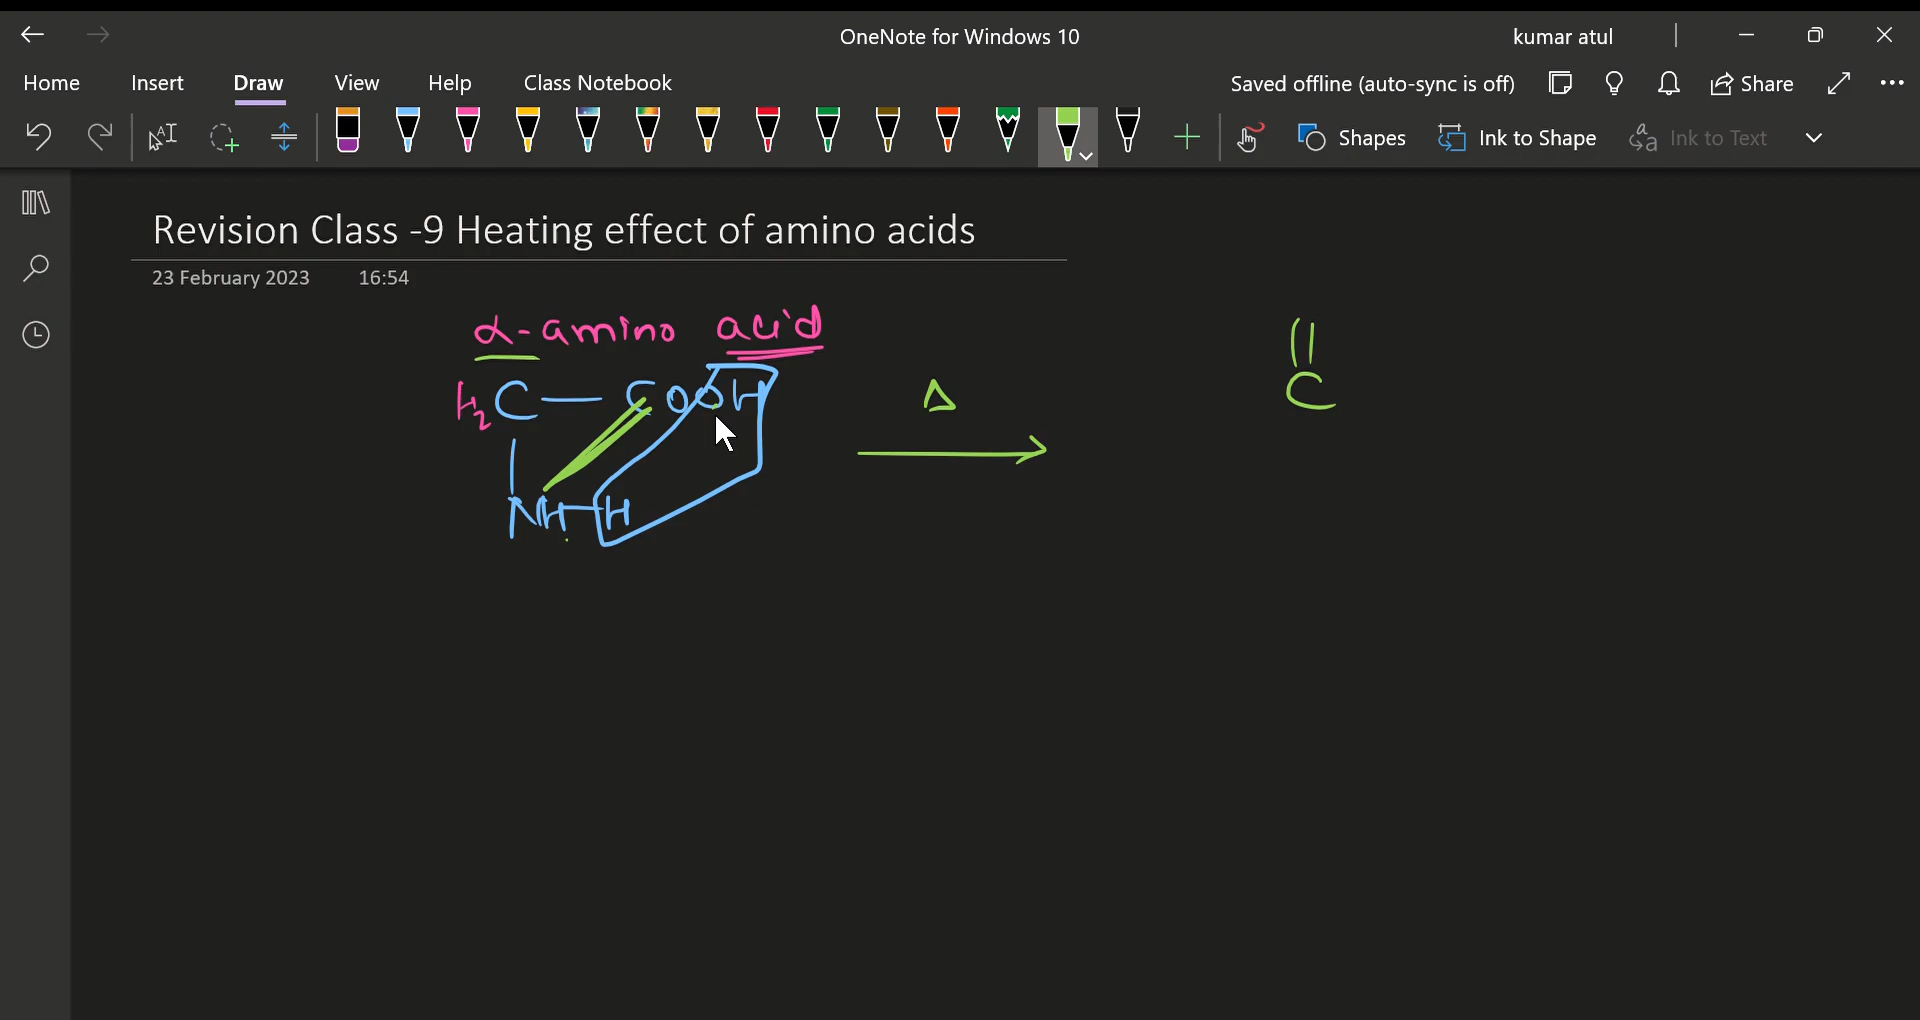 OneNote for Windows 10
kumar atul
Home Insert Draw View Help Class Notebook
Saved offline (auto-sync is off) Share
Shapes Ink to Shape Ink to Text
Revision Class -9 Heating effect of amino acids
23 February 2023 16:54
α-amino acid
H₂C — COOH
NH-H
Δ
C